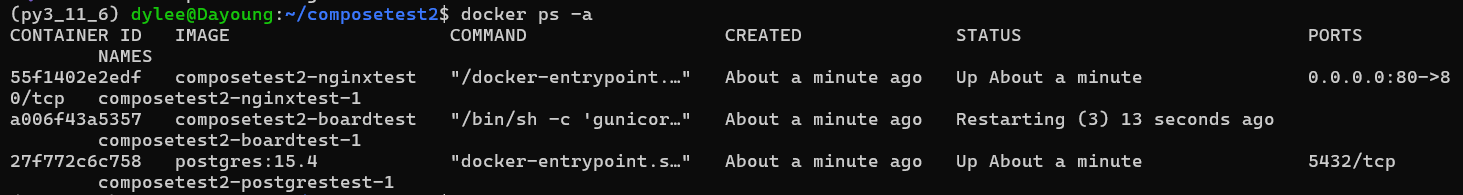 (py3_11_6) dylee@Dayoung:~/composetest2$ docker ps -a
CONTAINER ID   IMAGE                    COMMAND                  CREATED              STATUS                           PORTS
         NAMES
55f1402e2edf   composetest2-nginxtest   "/docker-entrypoint.…"   About a minute ago   Up About a minute                0.0.0.0:80->8
0/tcp   composetest2-nginxtest-1
a006f43a5357   composetest2-boardtest   "/bin/sh -c 'gunicor…"   About a minute ago   Restarting (3) 13 seconds ago
         composetest2-boardtest-1
27f772c6c758   postgres:15.4            "docker-entrypoint.s…"   About a minute ago   Up About a minute                5432/tcp
         composetest2-postgrestest-1